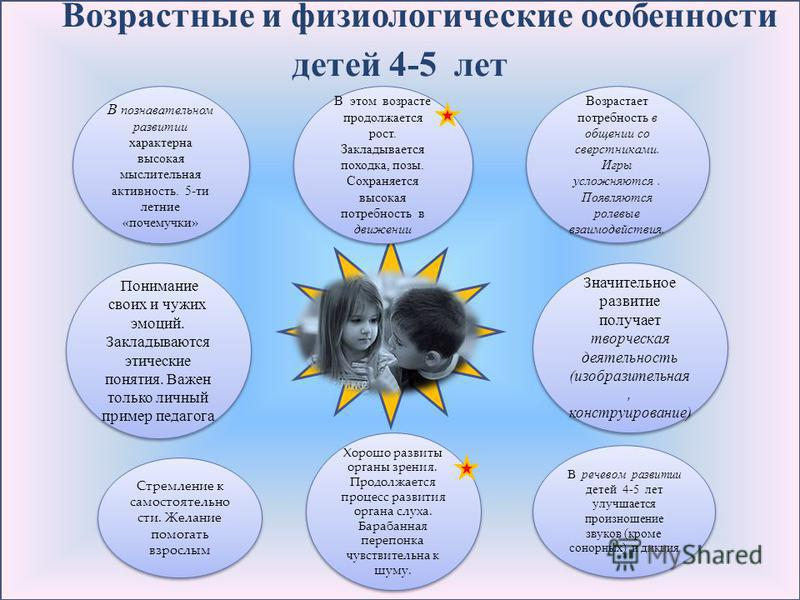 Возрастные и физиологические особенности
детей 4-5 лет
В познавательном
развитии
характерна
высокая
мыслительная
активность. 5-ти
летние
«почемучки»
В этом возрасте
продолжается
рост.
Закладывается
походка, позы.
Сохраняется
высокая
потребность в
движении
Возрастает
потребность в
общении со
сверстниками.
Игры
усложняются .
Появляются
ролевые
взаимодействия.
Понимание
своих и чужих
эмоций.
Закладываются
этические
понятия. Важен
только личный
пример педагога
Значительное
развитие
получает
творческая
деятельность
(изобразительная
,
конструирование)
Стремление к
самостоятельно
сти. Желание
помогать
взрослым
Хорошо развиты
органы зрения.
Продолжается
процесс развития
органа слуха.
Барабанная
перепонка
чувствительна к
шуму.
В речевом развитии
детей 4-5 лет
улучшается
произношение
звуков (кроме
сонорных) и дикция.
MyShared